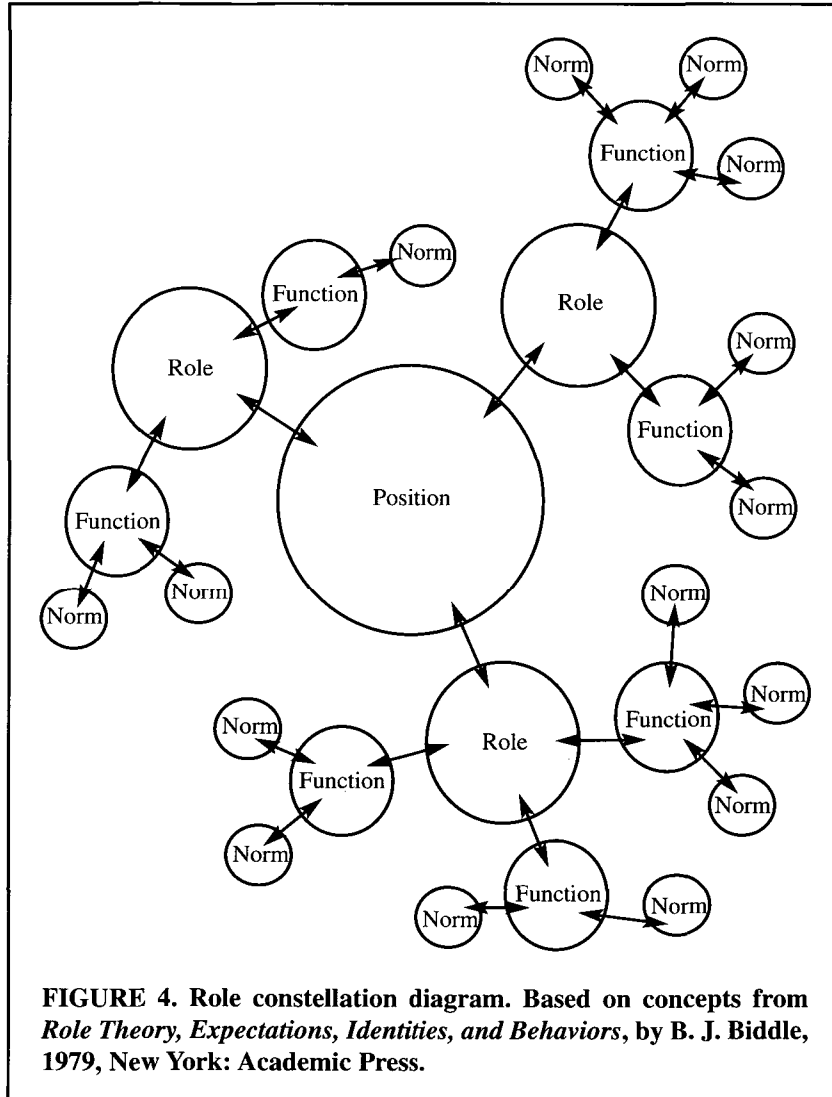 Norm
Norm
Function
Norm
Norm
Function
Role
Role
Norm
Function
Position
Function
Norm
Norm
Norm
Norm
Norm
Norm
Function
Role
Norm
Function
Norm
Norm
Function
Norm
Norm
FIGURE 4. Role constellation diagram. Based on concepts from
Role Theory, Expectations, Identities, and Behaviors, by B. J. Biddle,
1979, New York: Academic Press.